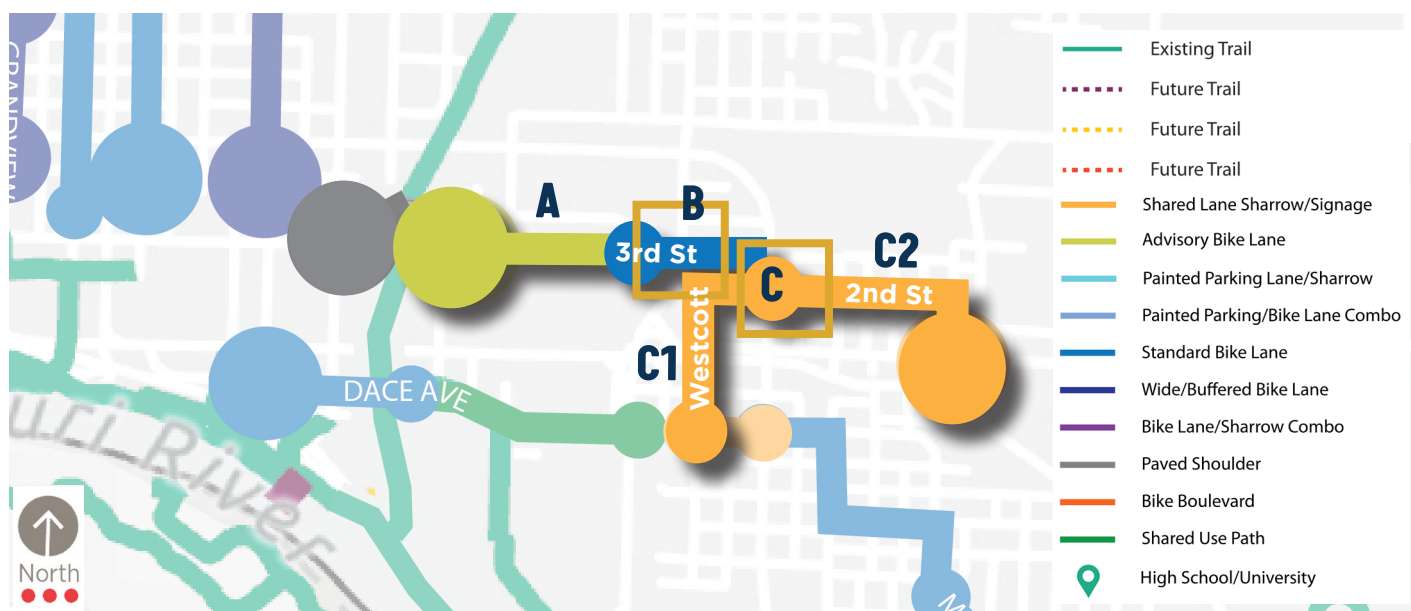 GRANDVIEW
A
B
3rd St
C
C2
2nd St
C1
Westcott
DACE AVE
uri River
North
Existing Trail
Future Trail
Future Trail
Future Trail
Shared Lane Sharrow/Signage
Advisory Bike Lane
Painted Parking Lane/Sharrow
Painted Parking/Bike Lane Combo
Standard Bike Lane
Wide/Buffered Bike Lane
Bike Lane/Sharrow Combo
Paved Shoulder
Bike Boulevard
Shared Use Path
High School/University